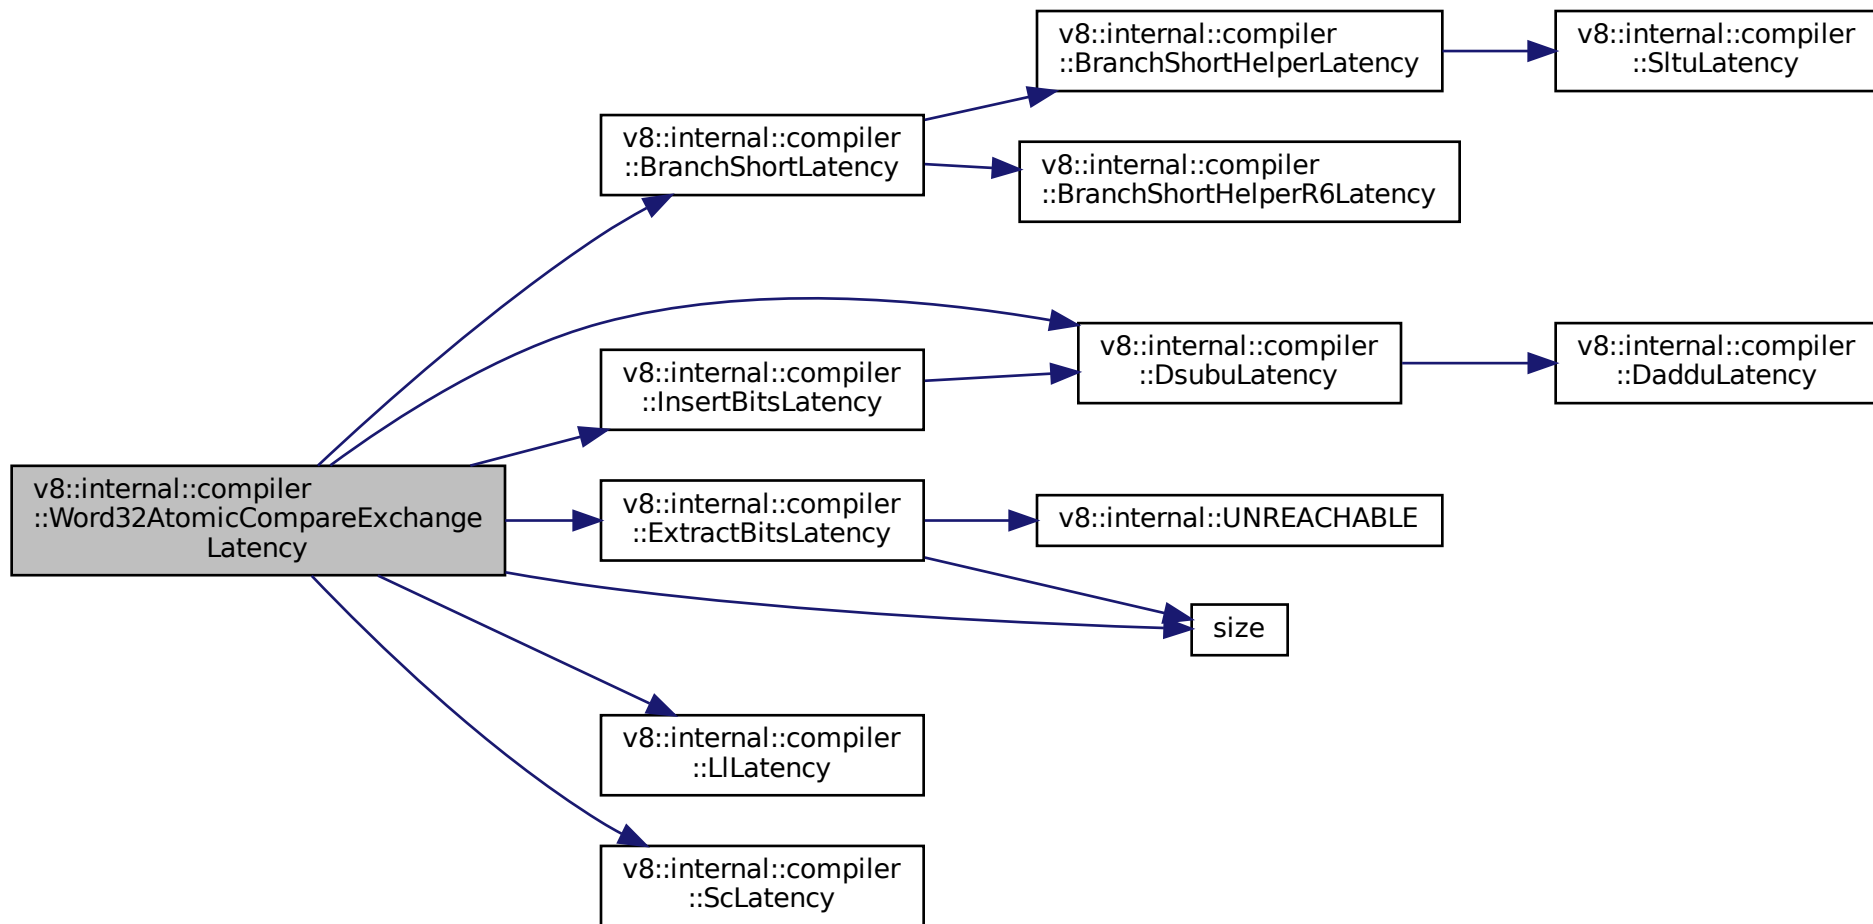 v8::internal::compiler
::BranchShortHelperLatency
v8::internal::compiler
::SltuLatency
v8::internal::compiler
::BranchShortLatency
v8::internal::compiler
::BranchShortHelperR6Latency
v8::internal::compiler
::DsubuLatency
v8::internal::compiler
::DadduLatency
v8::internal::compiler
::InsertBitsLatency
v8::internal::compiler
::Word32AtomicCompareExchange
Latency
v8::internal::compiler
::ExtractBitsLatency
v8::internal::UNREACHABLE
size
v8::internal::compiler
::LlLatency
v8::internal::compiler
::ScLatency